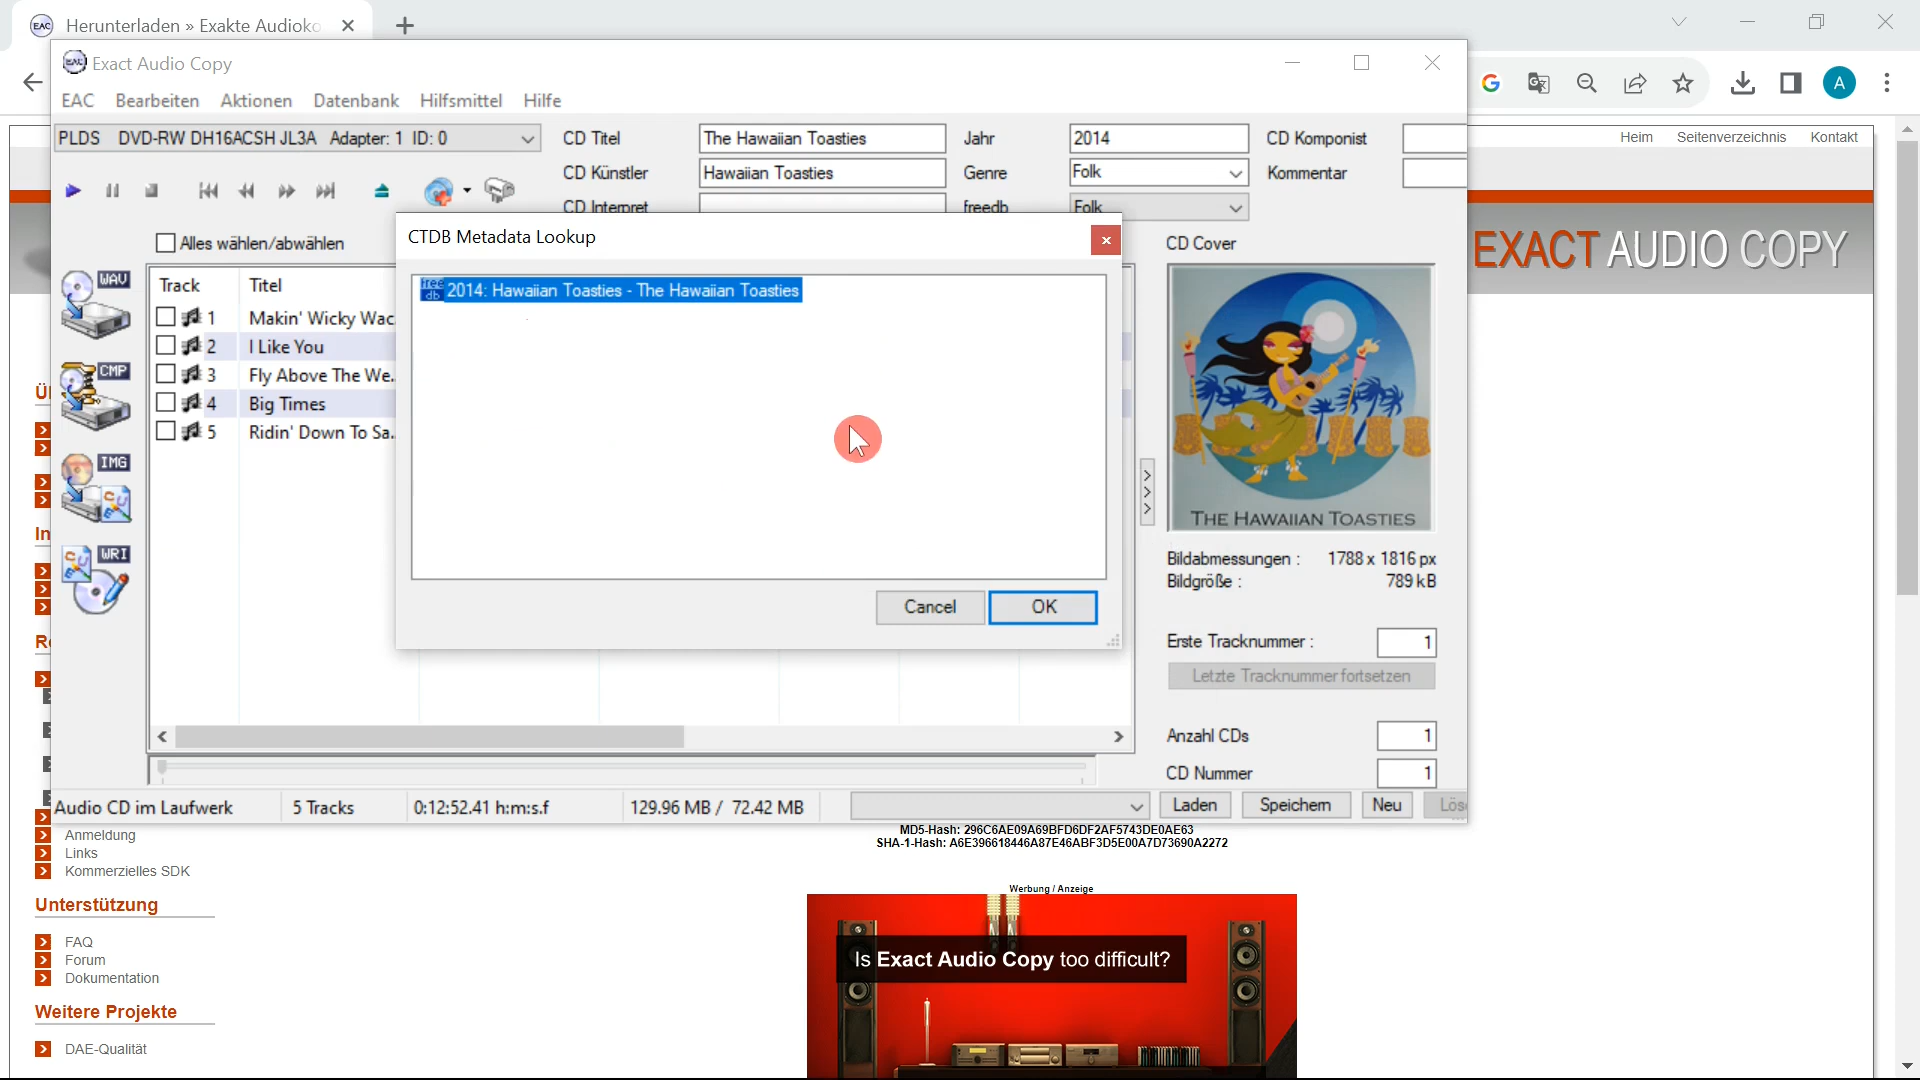 EAC Herunterladen » Exakte Audioko
Exact Audio Copy
EAC Bearbeiten Aktionen Datenbank Hilfsmittel Hilfe
A
PLDS DVD-RW DH16ACSH JL3A Adapter: 1 ID: 0
CD Titel The Hawaiian Toasties Jahr 2014 CD Komponist
CD Künstler Hawaiian Toasties Genre Folk Kommentar
CD Interpret freedb Folk
Heim Seitenverzeichnis Kontakt
EXACT AUDIO COPY
Alles wählen/abwählen
CTDB Metadata Lookup
CD Cover
free db 2014: Hawaiian Toasties - The Hawaiian Toasties
WAV
CMP
IMG
WRI
Track Titel
1 Makin' Wicky Wac
2 I Like You
3 Fly Above The We...
4 Big Times
5 Ridin' Down To Sa...
THE HAWAIIAN TOASTIES
Bildabmessungen : 1788 x 1816 px
Bildgröße : 789 kB
Cancel OK
Erste Tracknummer : 1
Letzte Tracknummer fortsetzen
Anzahl CDs 1
CD Nummer 1
Audio CD im Laufwerk 5 Tracks 0:12:52.41 h:m:s.f 129.96 MB / 72.42 MB Laden Speichern Neu Lös
MD5-Hash: 296C6AE09A69BFD6DF2AF5743DE0AE63
SHA-1-Hash: A6E396618446A87E46ABF3D5E00A7D73690A2272
Anmeldung
Links
Kommerzielles SDK
Unterstützung
FAQ
Forum
Dokumentation
Weitere Projekte
DAE-Qualität
Werbung / Anzeige
Is Exact Audio Copy too difficult?